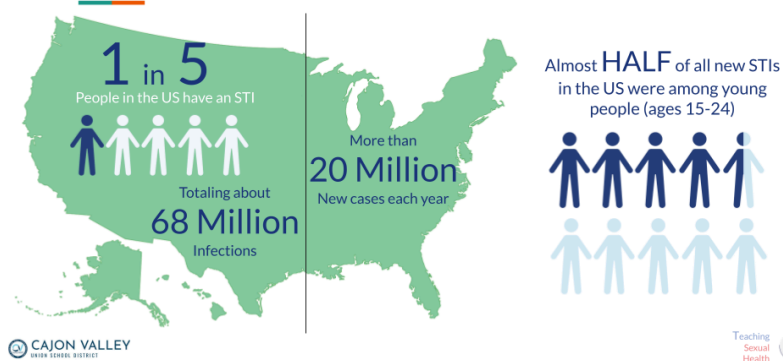 1 in 5
People in the US have an STI
Totaling about
68 Million
Infections
More than
20 Million
New cases each year
Almost HALF of all new STIs
in the US were among young
people (ages 15-24)
CAJON VALLEY
UNION SCHOOL DISTRICT
Teaching
Sexual
Health